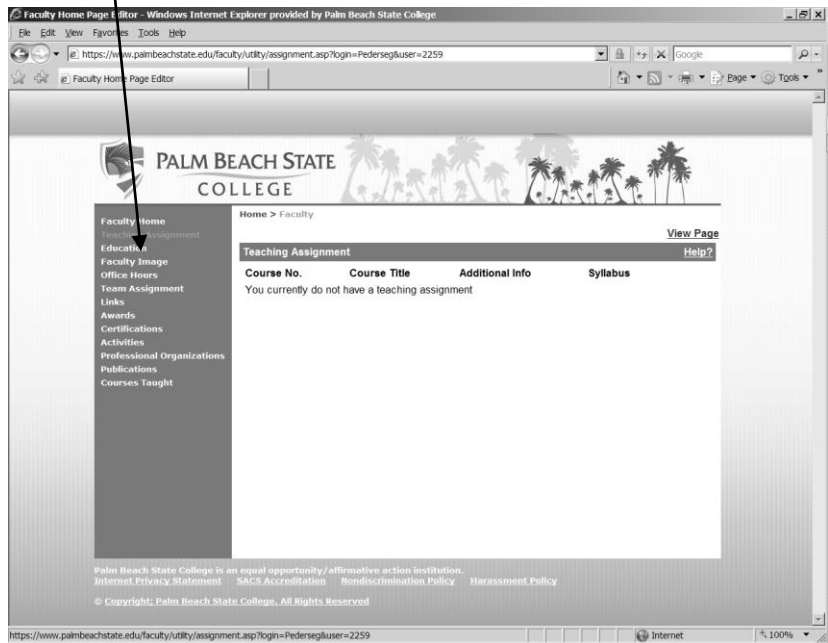 Faculty Home Page Editor - Windows Internet Explorer provided by Palm Beach State College
File Edit View Favorites Tools Help
https://www.palmbeachstate.edu/faculty/utility/assignment.asp?login=Pederseg&user=2259
Google
Faculty Home Page Editor
Page Tools
PALM BEACH STATE
COLLEGE
Home > Faculty
View Page
Faculty Home
Teaching Assignment
Education
Faculty Image
Office Hours
Team Assignment
Links
Awards
Certifications
Activities
Professional Organizations
Publications
Courses Taught
Teaching Assignment Help?
Course No. Course Title Additional Info Syllabus
You currently do not have a teaching assignment
Palm Beach State College is an equal opportunity/affirmative action institution.
Internet Privacy Statement SACS Accreditation Nondiscrimination Policy Harassment Policy
© Copyright; Palm Beach State College. All Rights Reserved
https://www.palmbeachstate.edu/faculty/utility/assignment.asp?login=Pederseg&user=2259
Internet 100%